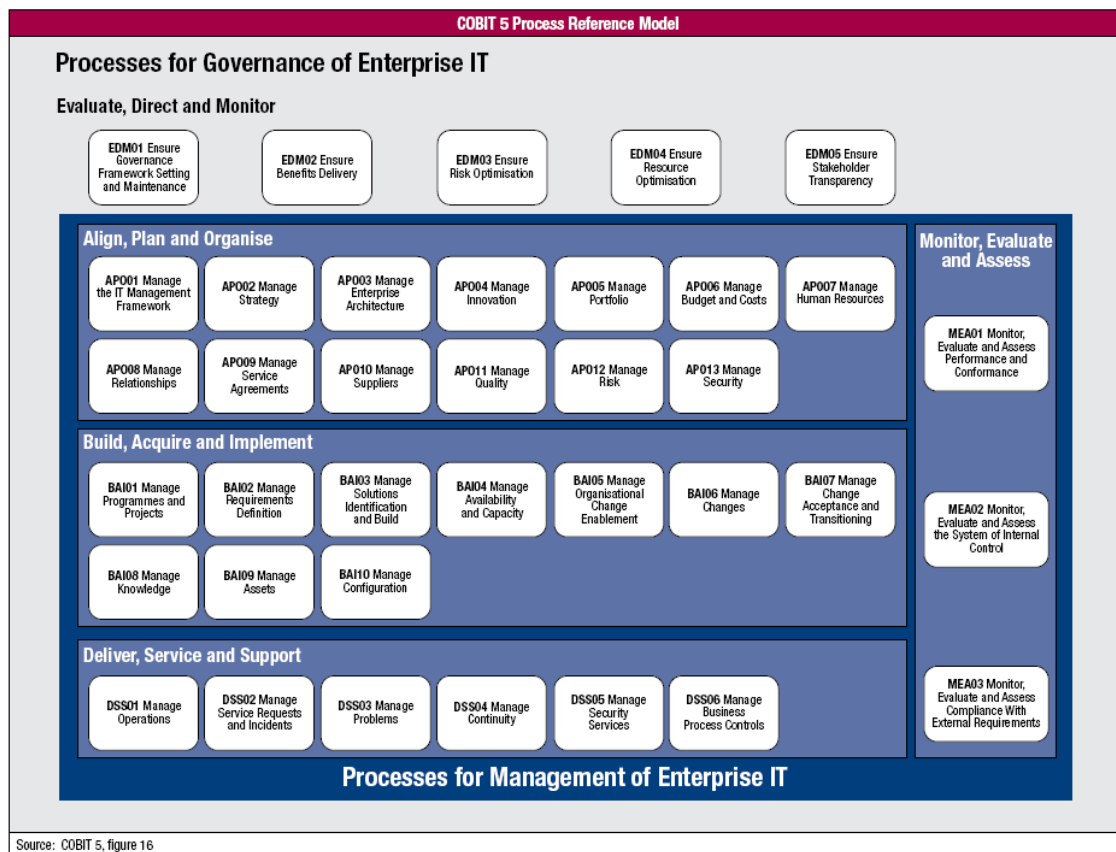 COBIT 5 Process Reference Model
Processes for Governance of Enterprise IT
Evaluate, Direct and Monitor
EDM01 Ensure
Governance
Framework Setting
and Maintenance
EDM02 Ensure
Benefits Delivery
EDM03 Ensure
Risk Optimisation
EDM04 Ensure
Resource
Optimisation
EDM05 Ensure
Stakeholder
Transparency
Align, Plan and Organise
APO01 Manage
the IT Management
Framework
APO02 Manage
Strategy
APO03 Manage
Enterprise
Architecture
APO04 Manage
Innovation
APO05 Manage
Portfolio
APO06 Manage
Budget and Costs
APO07 Manage
Human Resources
APO08 Manage
Relationships
APO09 Manage
Service
Agreements
APO10 Manage
Suppliers
APO11 Manage
Quality
APO12 Manage
Risk
APO13 Manage
Security
Build, Acquire and Implement
BAI01 Manage
Programmes and
Projects
BAI02 Manage
Requirements
Definition
BAI03 Manage
Solutions
Identification
and Build
BAI04 Manage
Availability
and Capacity
BAI05 Manage
Organisational
Change
Enablement
BAI06 Manage
Changes
BAI07 Manage
Change
Acceptance and
Transitioning
BAI08 Manage
Knowledge
BAI09 Manage
Assets
BAI10 Manage
Configuration
Deliver, Service and Support
DSS01 Manage
Operations
DSS02 Manage
Service Requests
and Incidents
DSS03 Manage
Problems
DSS04 Manage
Continuity
DSS05 Manage
Security
Services
DSS06 Manage
Business
Process Controls
Monitor, Evaluate
and Assess
MEA01 Monitor,
Evaluate and Assess
Performance and
Conformance
MEA02 Monitor,
Evaluate and Assess
the System of Internal
Control
MEA03 Monitor,
Evaluate and Assess
Compliance With
External Requirements
Processes for Management of Enterprise IT
Source: COBIT 5, figure 16